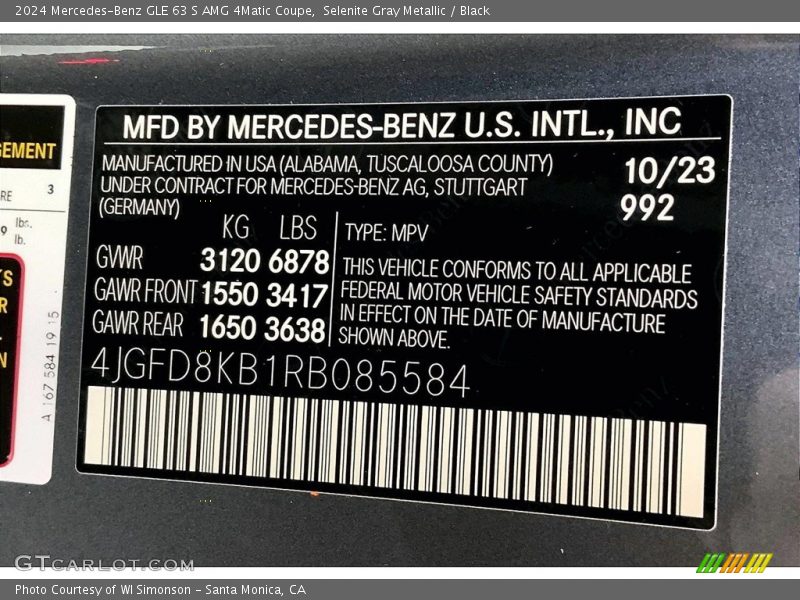 2024 Mercedes-Benz GLE 63 S AMG 4Matic Coupe, Selenite Gray Metallic / Black
MFD BY MERCEDES-BENZ U.S. INTL., INC
MANUFACTURED IN USA (ALABAMA, TUSCALOOSA COUNTY)
UNDER CONTRACT FOR MERCEDES-BENZ AG, STUTTGART
(GERMANY)
10/23
992
KG LBS
GVWR 3120 6878
GAWR FRONT 1550 3417
GAWR REAR 1650 3638
TYPE: MPV
THIS VEHICLE CONFORMS TO ALL APPLICABLE
FEDERAL MOTOR VEHICLE SAFETY STANDARDS
IN EFFECT ON THE DATE OF MANUFACTURE
SHOWN ABOVE.
4JGFD8KB1RB085584
3
9 lbs.
lb.
A 167 584 19 15
GTCARLOT.COM
Photo Courtesy of WI Simonson - Santa Monica, CA